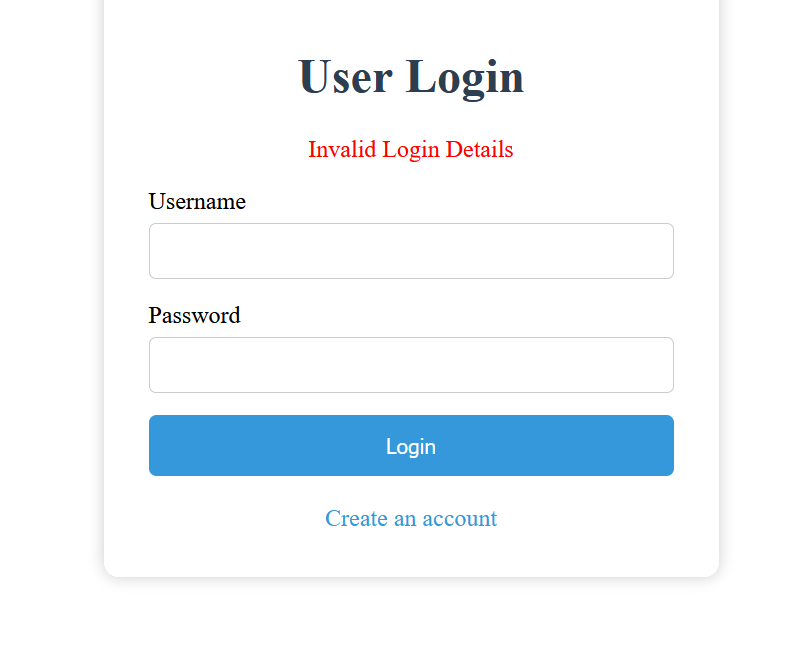 User Login
Invalid Login Details
Username
Password
Login
Create an account